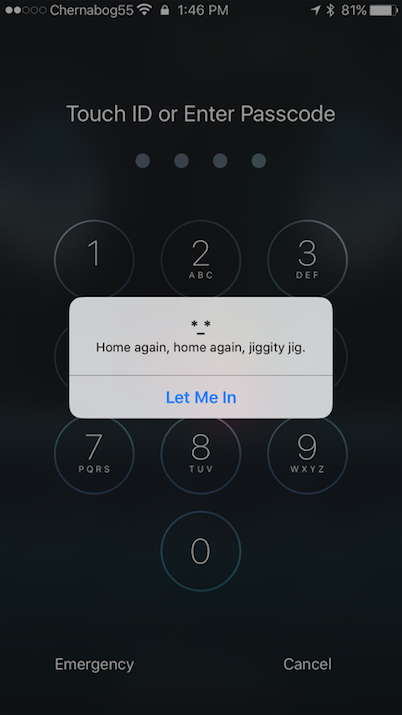 Chernabog55 1:46 PM 81%
Touch ID or Enter Passcode
1 2 3
ABC DEF
*_*
Home again, home again, jiggity jig.
Let Me In
7 8 9
PQRS TUV WXYZ
0
Emergency Cancel